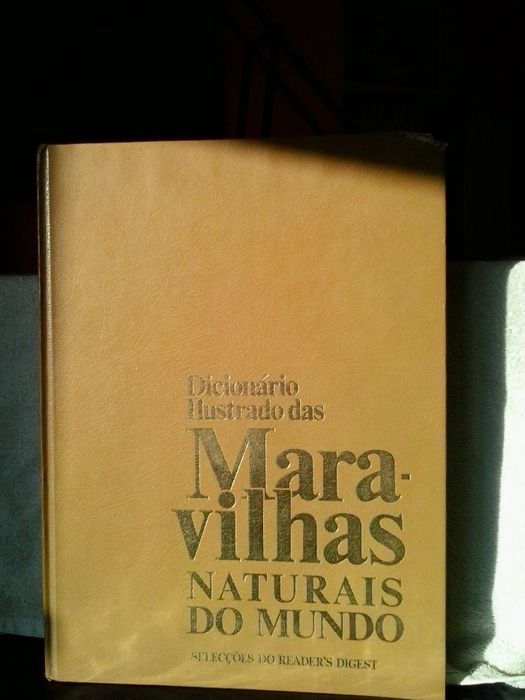 Dicionário
Ilustrado das
Mara-
vilhas
NATURAIS
DO MUNDO
SELECÇÕES DO READER'S DIGEST